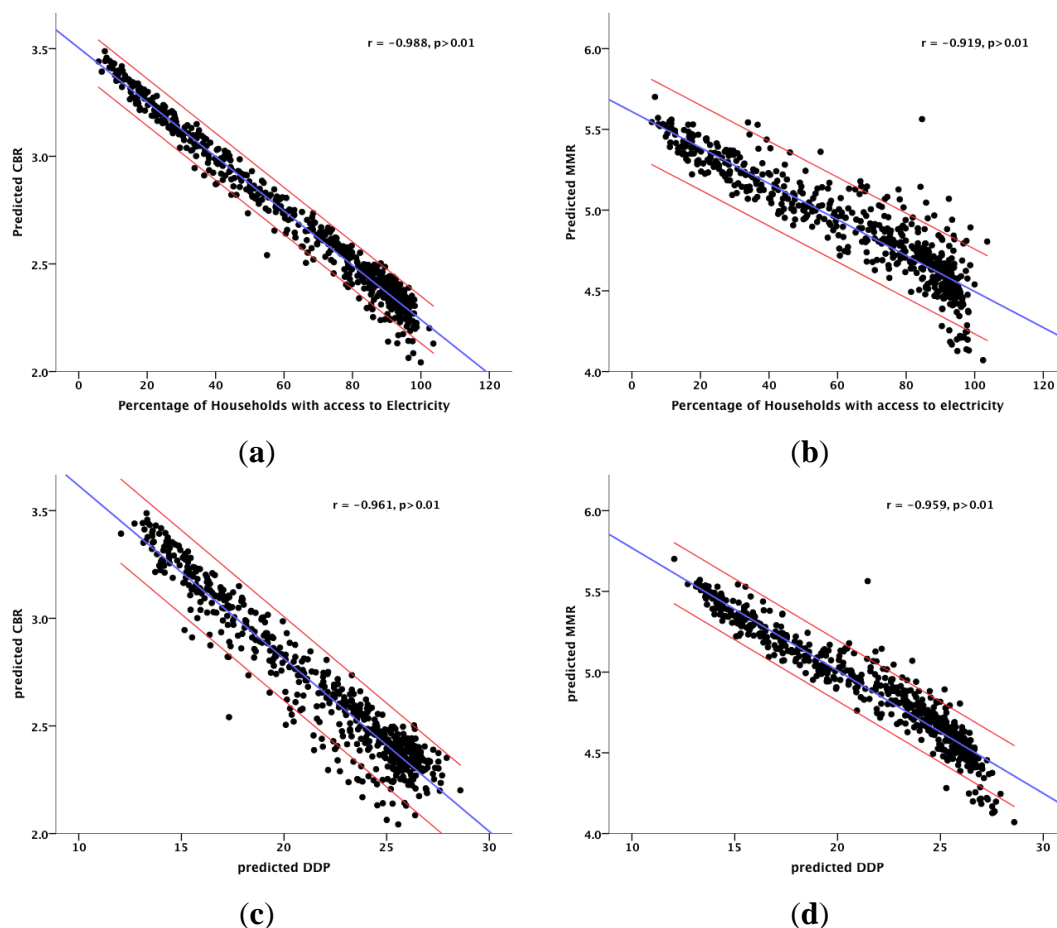 r = −0.988, p>0.01
3.5
3.0
2.5
2.0
Predicted CBR
0 20 40 60 80 100 120
Percentage of Households with access to Electricity
(a)
r = −0.919, p>0.01
6.0
5.5
5.0
4.5
4.0
Predicted MMR
0 20 40 60 80 100 120
Percentage of Households with access to electricity
(b)
r = −0.961, p>0.01
3.5
3.0
2.5
2.0
predicted CBR
10 15 20 25 30
predicted DDP
(c)
r = −0.959, p>0.01
6.0
5.5
5.0
4.5
4.0
predicted MMR
10 15 20 25 30
predicted DDP
(d)